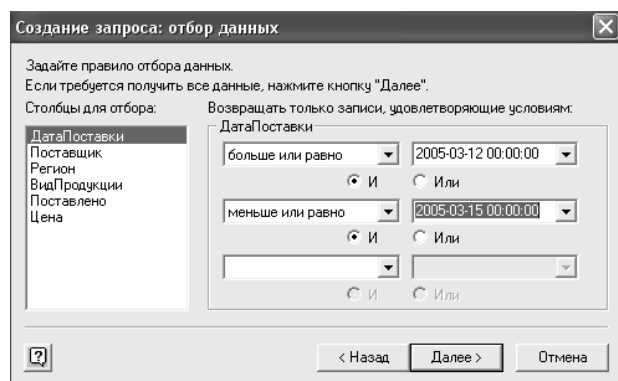 Создание запроса: отбор данных
Задайте правило отбора данных.
Если требуется получить все данные, нажмите кнопку "Далее".
Столбцы для отбора:
Возвращать только записи, удовлетворяющие условиям:
ДатаПоставки
Поставщик
Регион
ВидПродукции
Поставлено
Цена
ДатаПоставки
больше или равно 2005-03-12 00:00:00
И Или
меньше или равно 2005-03-15 00:00:00
И Или
И Или
? < Назад Далее > Отмена